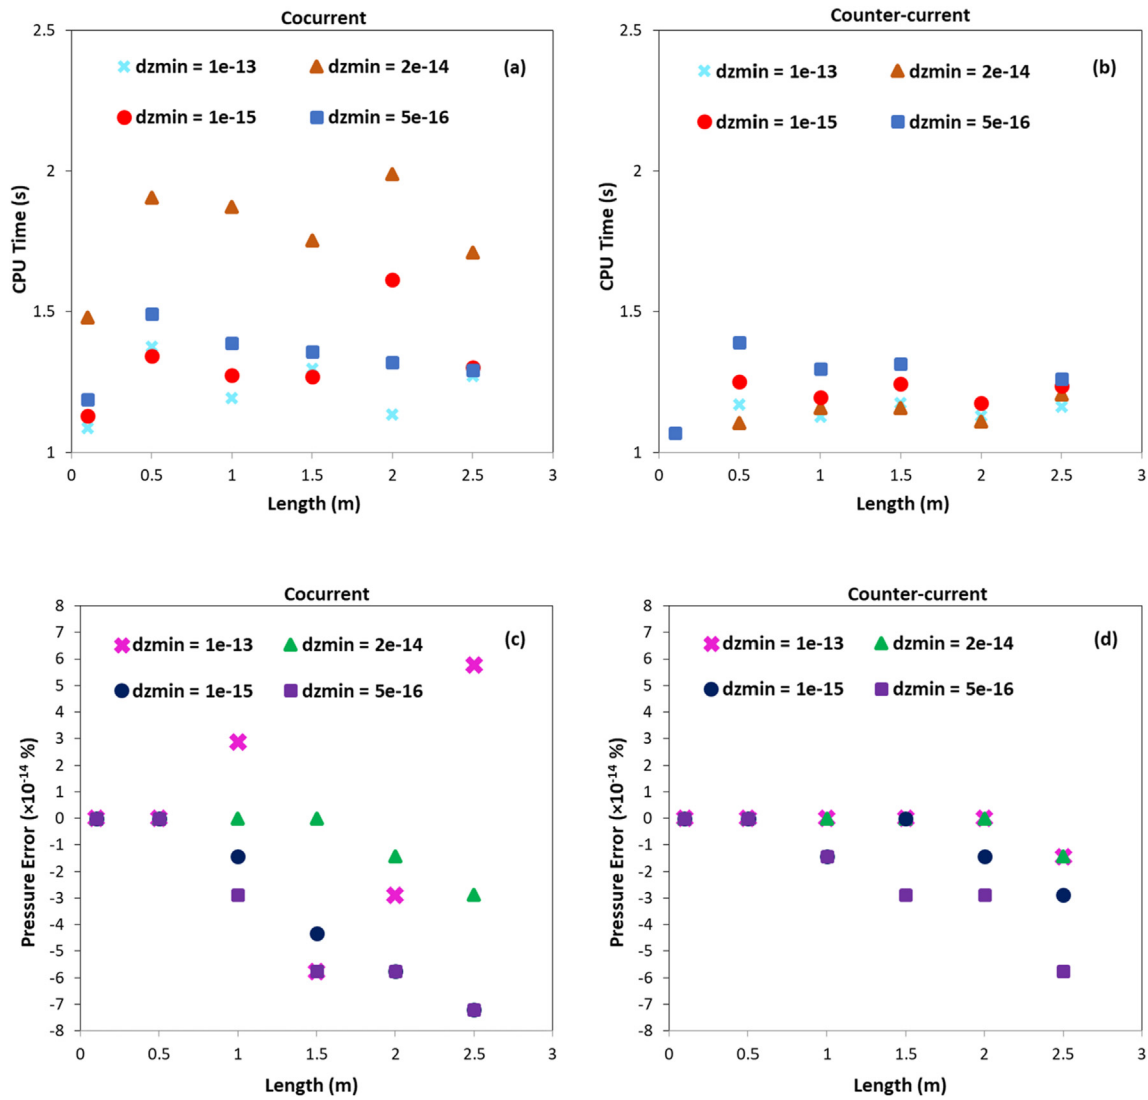 Cocurrent
2.5
dzmin = 1e-13
dzmin = 2e-14
(a)
dzmin = 1e-15
dzmin = 5e-16
2
CPU Time (s)
1.5
1
0 0.5 1 1.5 2 2.5 3
Length (m)
Counter-current
2.5
dzmin = 1e-13
dzmin = 2e-14
(b)
dzmin = 1e-15
dzmin = 5e-16
2
CPU Time (s)
1.5
1
0 0.5 1 1.5 2 2.5 3
Length (m)
Cocurrent
8
7
dzmin = 1e-13
dzmin = 2e-14
(c)
6
5
dzmin = 1e-15
dzmin = 5e-16
4
3
2
1
0
-1
-2
-3
-4
-5
-6
-7
-8
Pressure Error (×10⁻¹⁴ %)
0 0.5 1 1.5 2 2.5 3
Length (m)
Counter-current
8
7
dzmin = 1e-13
dzmin = 2e-14
(d)
6
5
dzmin = 1e-15
dzmin = 5e-16
4
3
2
1
0
-1
-2
-3
-4
-5
-6
-7
-8
Pressure Error (×10⁻¹⁴ %)
0 0.5 1 1.5 2 2.5 3
Length (m)